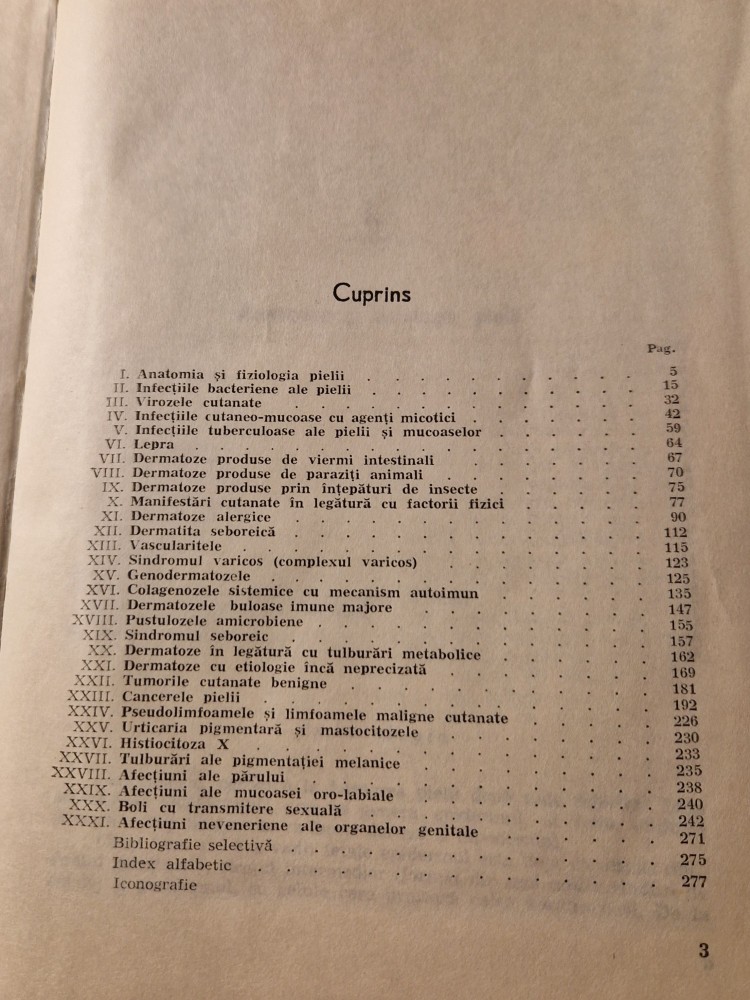 Cuprins
Pag.
I. Anatomia și fiziologia pielii . . . . . . . . . . 5
II. Infecțiile bacteriene ale pielii . . . . . . . . . . 15
III. Virozele cutanate . . . . . . . . . . 32
IV. Infecțiile cutaneo-mucoase cu agenți micotici . . . . . . . 42
V. Infecțiile tuberculoase ale pielii și mucoaselor . . . . . . 59
VI. Lepra . . . . . . . . . . 64
VII. Dermatoze produse de viermi intestinali . . . . . . . 67
VIII. Dermatoze produse de paraziți animali . . . . . . . 70
IX. Dermatoze produse prin înțepături de insecte . . . . . . 75
X. Manifestări cutanate în legătură cu factorii fizici . . . . . 77
XI. Dermatoze alergice . . . . . . . . . . 90
XII. Dermatita seboreică . . . . . . . . . . 112
XIII. Vascularitele . . . . . . . . . . 115
XIV. Sindromul varicos (complexul varicos) . . . . . . . 123
XV. Genodermatozele . . . . . . . . . . 125
XVI. Colagenozele sistemice cu mecanism autoimun . . . . . . 135
XVII. Dermatozele buloase imune majore . . . . . . . 147
XVIII. Pustulozele amicrobiene . . . . . . . . . . 155
XIX. Sindromul seboreic . . . . . . . . . . 157
XX. Dermatoze în legătură cu tulburări metabolice . . . . . . 162
XXI. Dermatoze cu etiologie încă neprecizată . . . . . . . 169
XXII. Tumorile cutanate benigne . . . . . . . . . 181
XXIII. Cancerele pielii . . . . . . . . . . 192
XXIV. Pseudolimfoamele și limfoamele maligne cutanate . . . . . 226
XXV. Urticaria pigmentară și mastocitozele . . . . . . . 230
XXVI. Histiocitoza X . . . . . . . . . . 233
XXVII. Tulburări ale pigmentației melanice . . . . . . . 235
XXVIII. Afecțiuni ale părului . . . . . . . . . . 238
XXIX. Afecțiuni ale mucoasei oro-labiale . . . . . . . 240
XXX. Boli cu transmitere sexuală . . . . . . . . 242
XXXI. Afecțiuni neveneriene ale organelor genitale . . . . . . 271
Bibliografie selectivă . . . . . . . . . . 275
Index alfabetic . . . . . . . . . . 277
Iconografie
3